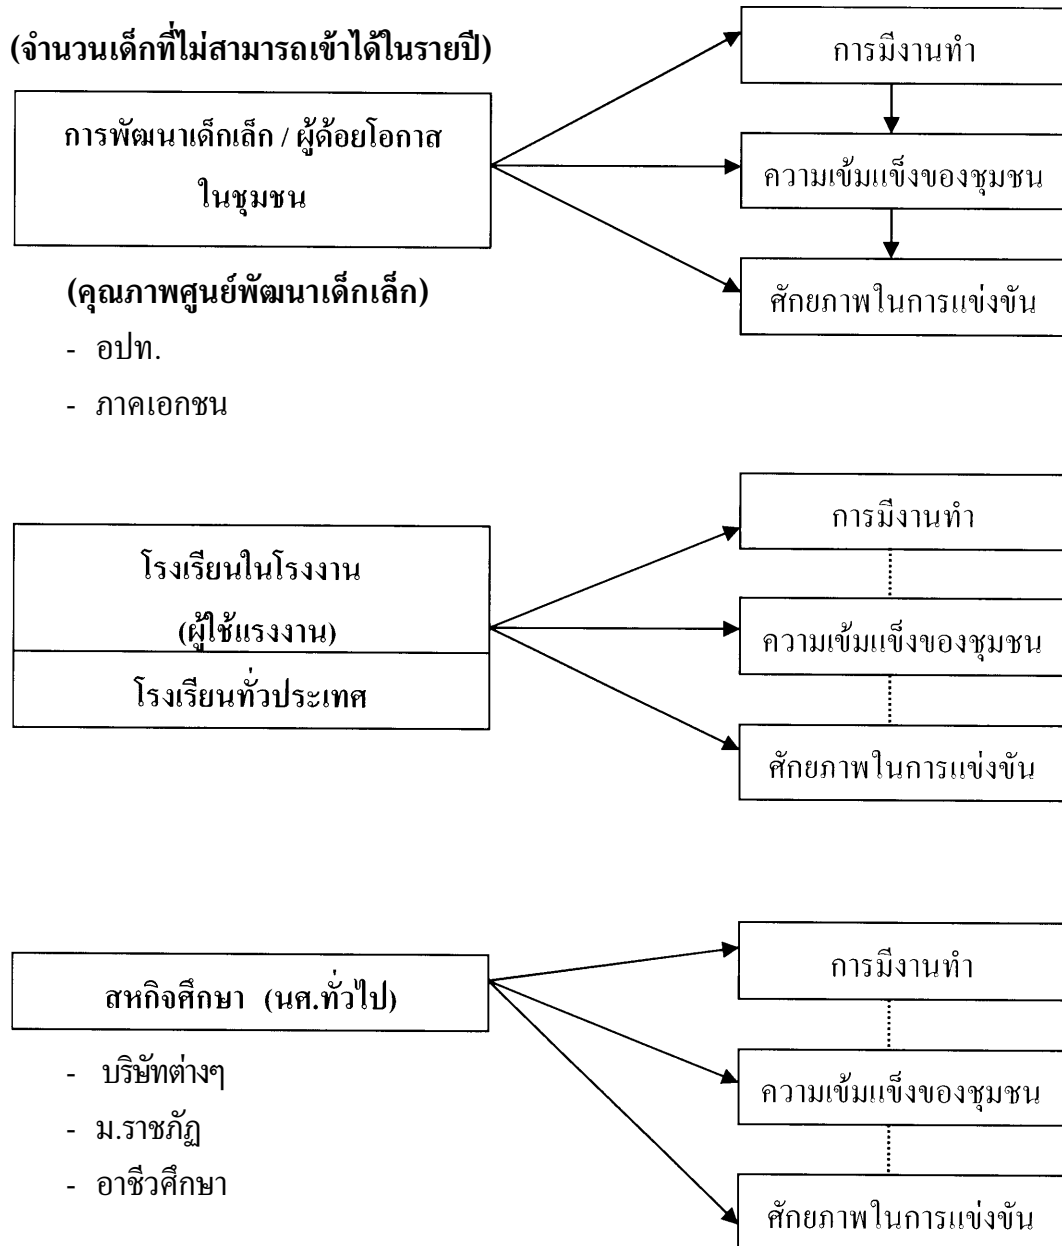 (จำนวนเด็กที่ไม่สามารถเข้าได้ในรายปี)
การพัฒนาเด็กเล็ก / ผู้ด้อยโอกาส
ในชุมชน
(คุณภาพศูนย์พัฒนาเด็กเล็ก)
- อปท.
- ภาคเอกชน
การมีงานทำ
ความเข้มแข็งของชุมชน
ศักยภาพในการแข่งขัน
โรงเรียนในโรงงาน
(ผู้ใช้แรงงาน)
โรงเรียนทั่วประเทศ
การมีงานทำ
ความเข้มแข็งของชุมชน
ศักยภาพในการแข่งขัน
สหกิจศึกษา (นศ.ทั่วไป)
- บริษัทต่างๆ
- ม.ราชภัฏ
- อาชีวศึกษา
การมีงานทำ
ความเข้มแข็งของชุมชน
ศักยภาพในการแข่งขัน